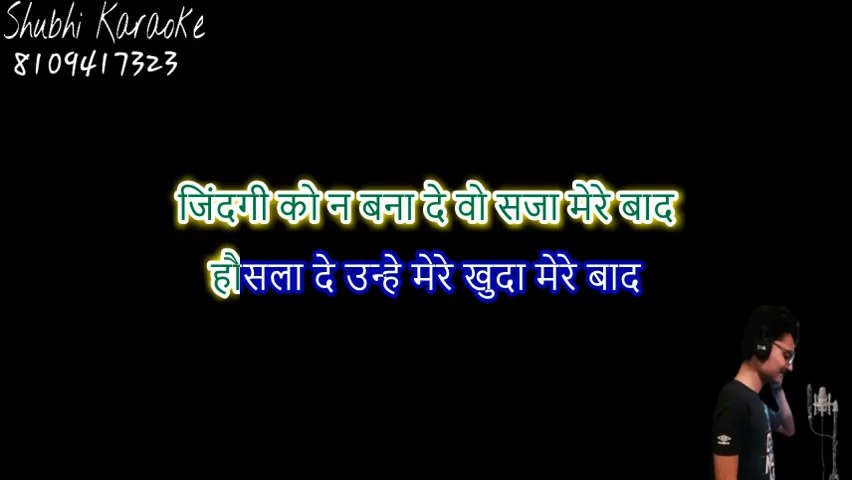 Shubhi Karaoke
8109417323
जिंदगी को न बना दे वो सजा मेरे बाद
हौसला दे उन्हे मेरे खुदा मेरे बाद